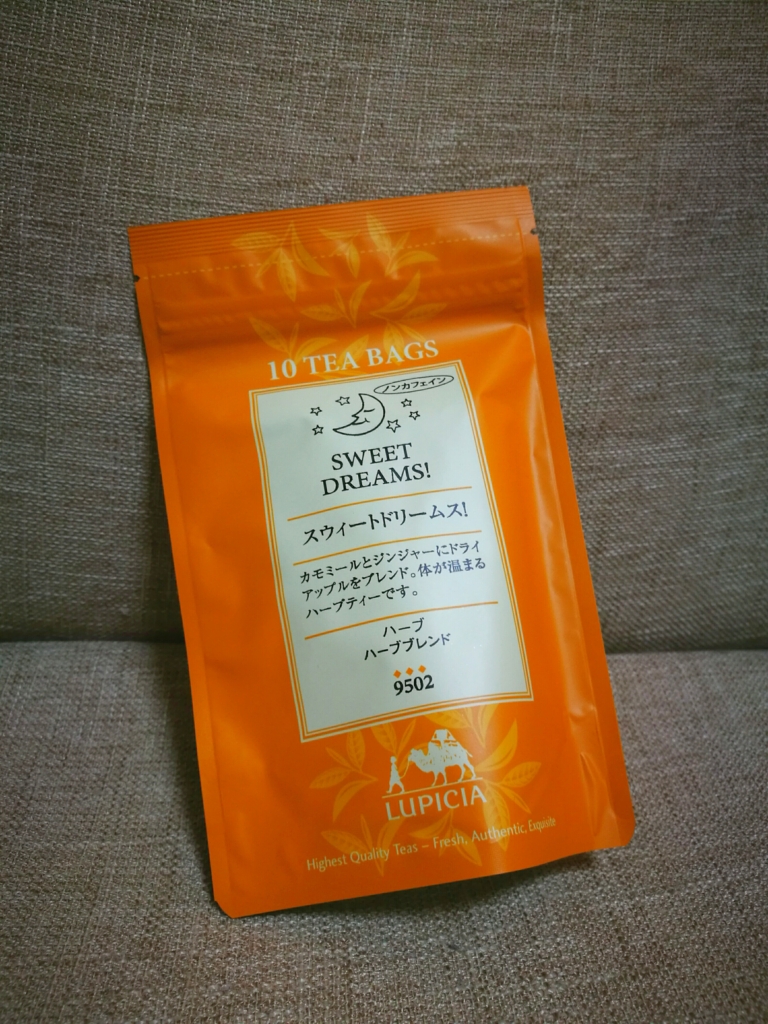 10 TEA BAGS
ノンカフェイン
SWEET
DREAMS!
スウィートドリームス!
カモミールとジンジャーにドライ
アップルをブレンド。体が温まる
ハーブティーです。
ハーブ
ハーブブレンド
9502
LUPICIA
Highest Quality Teas – Fresh, Authentic, Exquisite